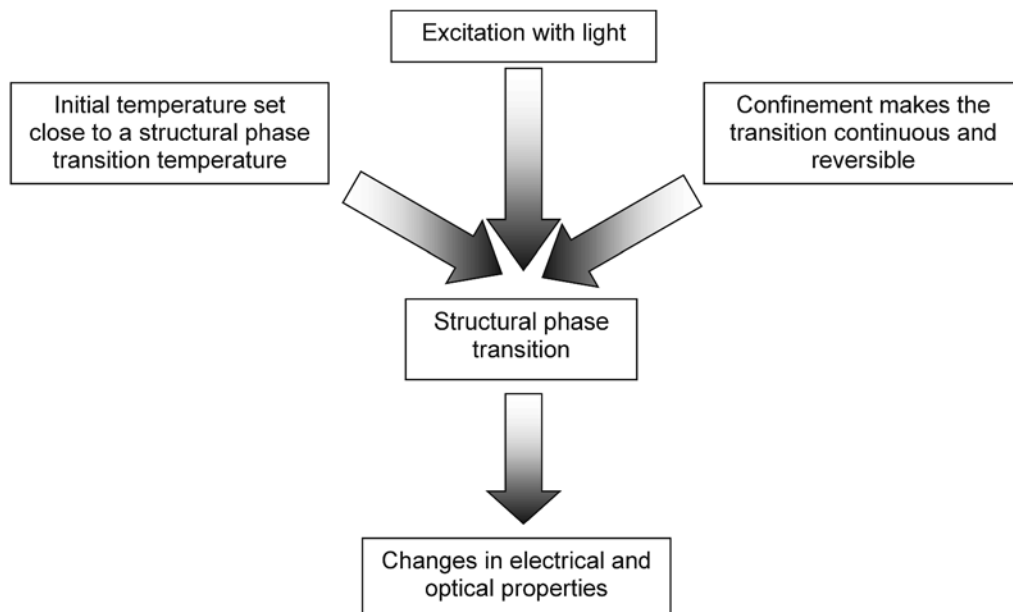 Excitation with light
Initial temperature set
close to a structural phase
transition temperature
Confinement makes the
transition continuous and
reversible
Structural phase
transition
Changes in electrical and
optical properties